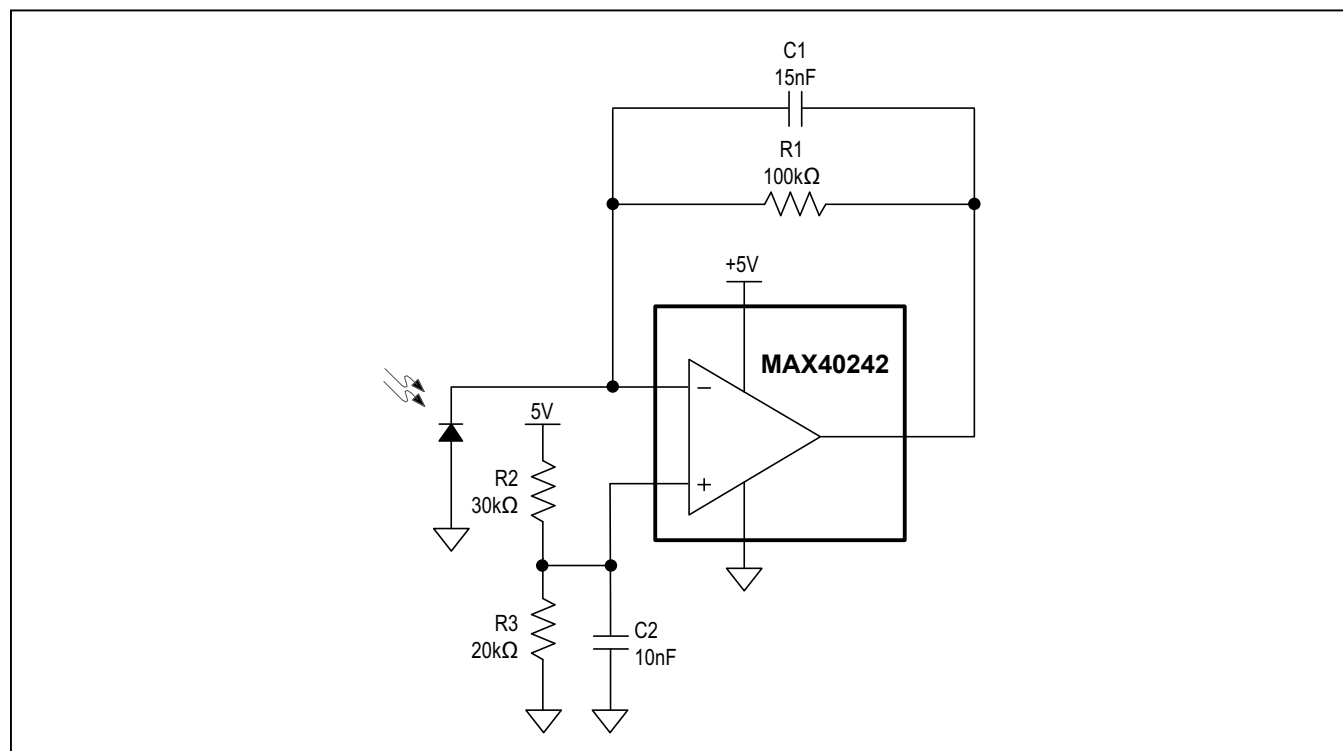 C1
15nF
R1
100kΩ
+5V
MAX40242
−
5V
R2
30kΩ
+
R3
20kΩ
C2
10nF